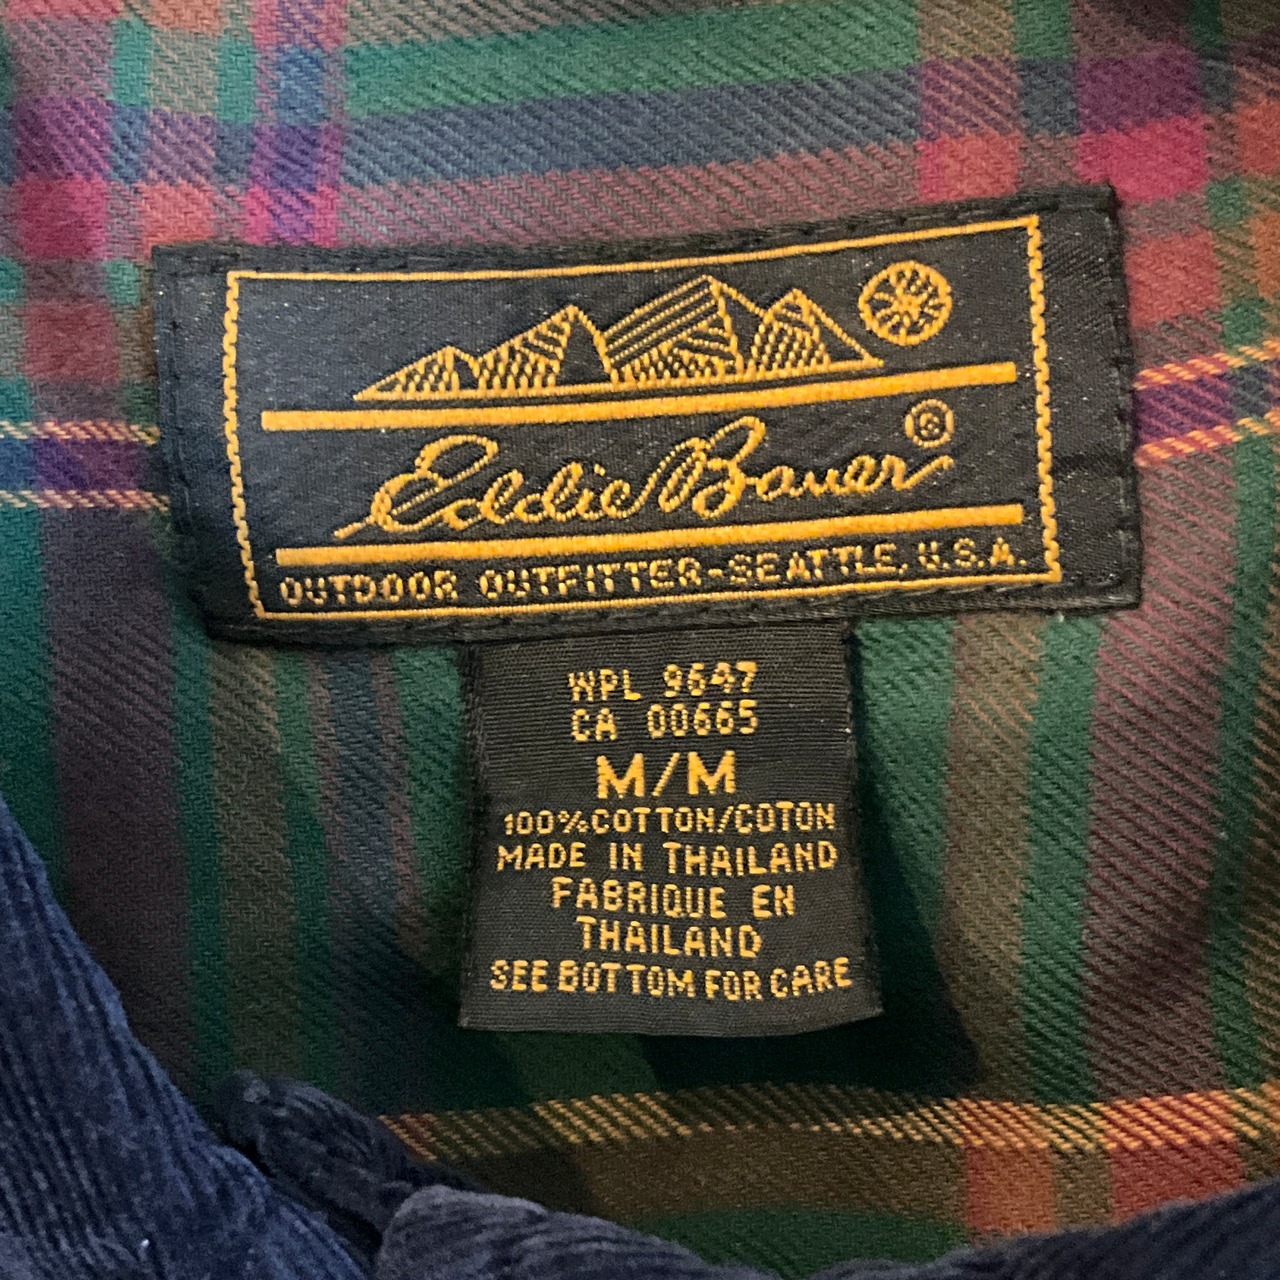 Eddie Bauer®
OUTDOOR OUTFITTER-SEATTLE, U.S.A.
WPL 9647
CA 00665
M/M
100%COTTON/COTON
MADE IN THAILAND
FABRIQUE EN
THAILAND
SEE BOTTOM FOR CARE